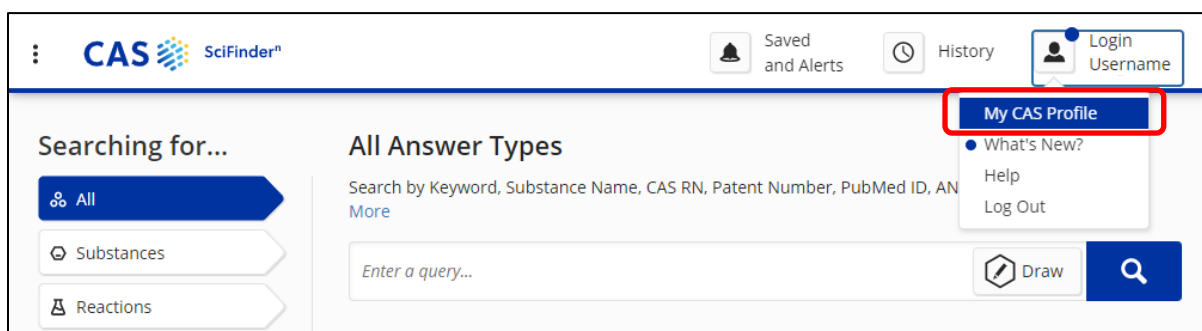 CAS SciFinderⁿ
Saved
and Alerts
History
Login
Username
My CAS Profile
What's New?
Help
Log Out
Searching for...
All
Substances
Reactions
All Answer Types
Search by Keyword, Substance Name, CAS RN, Patent Number, PubMed ID, AN
More
Enter a query...
Draw